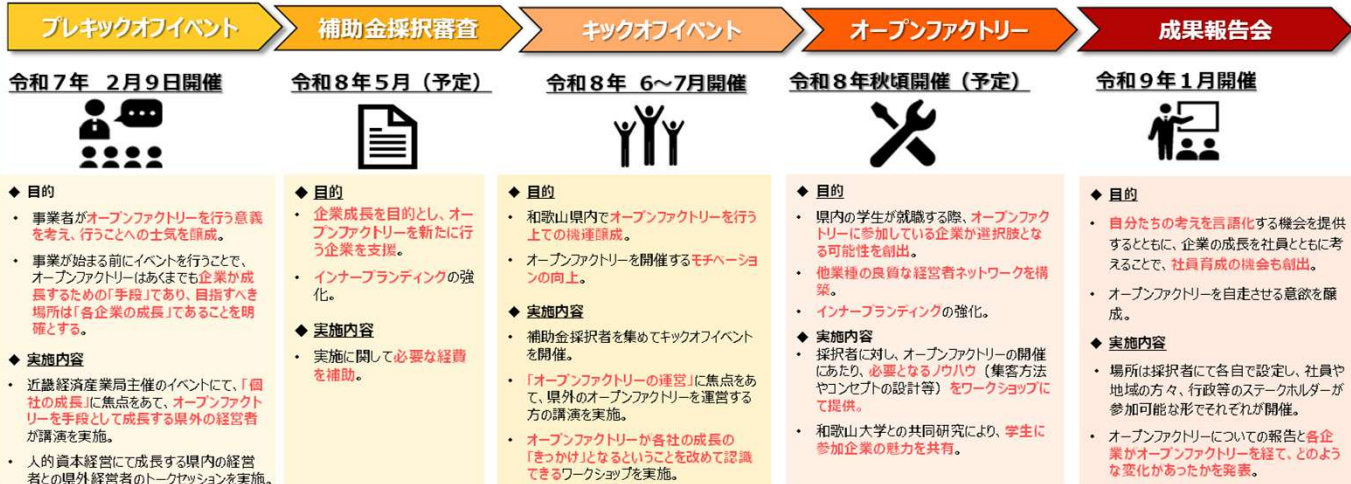 プレキックオフイベント
補助金採択審査
キックオフイベント
オープンファクトリー
成果報告会
令和７年 ２月９日開催
令和８年５月（予定）
令和８年 ６～７月開催
令和８年秋頃開催（予定）
令和９年１月開催
◆ 目的
・ 事業者がオープンファクトリーを行う意義
を考え、行うことへの士気を醸成。
・ 事業が始まる前にイベントを行うことで、
オープンファクトリーはあくまでも企業が成
長するための「手段」であり、目指すべき
場所は「各企業の成長」であることを明
確とする。
◆ 実施内容
・ 近畿経済産業局主催のイベントにて、「個
社の成長」に焦点をあて、オープンファクト
リーを手段として成長する県外の経営者
が講演を実施。
・ 人的資本経営にて成長する県内の経営
者との県外経営者のトークセッションを実施。
◆ 目的
・ 企業成長を目的とし、オー
プンファクトリーを新たに行
う企業を支援。
・ インナーブランディングの強
化。
◆ 実施内容
・ 実施に関して必要な経費
を補助。
◆ 目的
・ 和歌山県内でオープンファクトリーを行う
上での機運醸成。
・ オープンファクトリーを開催するモチベーショ
ンの向上。
◆ 実施内容
・ 補助金採択者を集めてキックオフイベント
を開催。
・ 「オープンファクトリーの運営」に焦点をあ
て、県外のオープンファクトリーを運営する
方の講演を実施。
・ オープンファクトリーが各社の成長の
「きっかけ」となるということを改めて認識
できるワークショップを実施。
◆ 目的
・ 県内の学生が就職する際、オープンファク
トリーに参加している企業が選択肢とな
る可能性を創出。
・ 他業種の良質な経営者ネットワークを構
築。
・ インナーブランディングの強化。
◆ 実施内容
・ 採択者に対し、オープンファクトリーの開催
にあたり、必要となるノウハウ（集客方法
やコンセプトの設計等）をワークショップに
て提供。
・ 和歌山大学との共同研究により、学生に
参加企業の魅力を共有。
◆ 目的
・ 自分たちの考えを言語化する機会を提供
するとともに、企業の成長を社員とともに考
えることで、社員育成の機会も創出。
・ オープンファクトリーを自走させる意欲を醸
成。
◆ 実施内容
・ 場所は採択者にて各自で設定し、社員や
地域の方々、行政等のステークホルダーが
参加可能な形でそれぞれが開催。
・ オープンファクトリーについての報告と各企
業がオープンファクトリーを経て、どのよう
な変化があったかを発表。